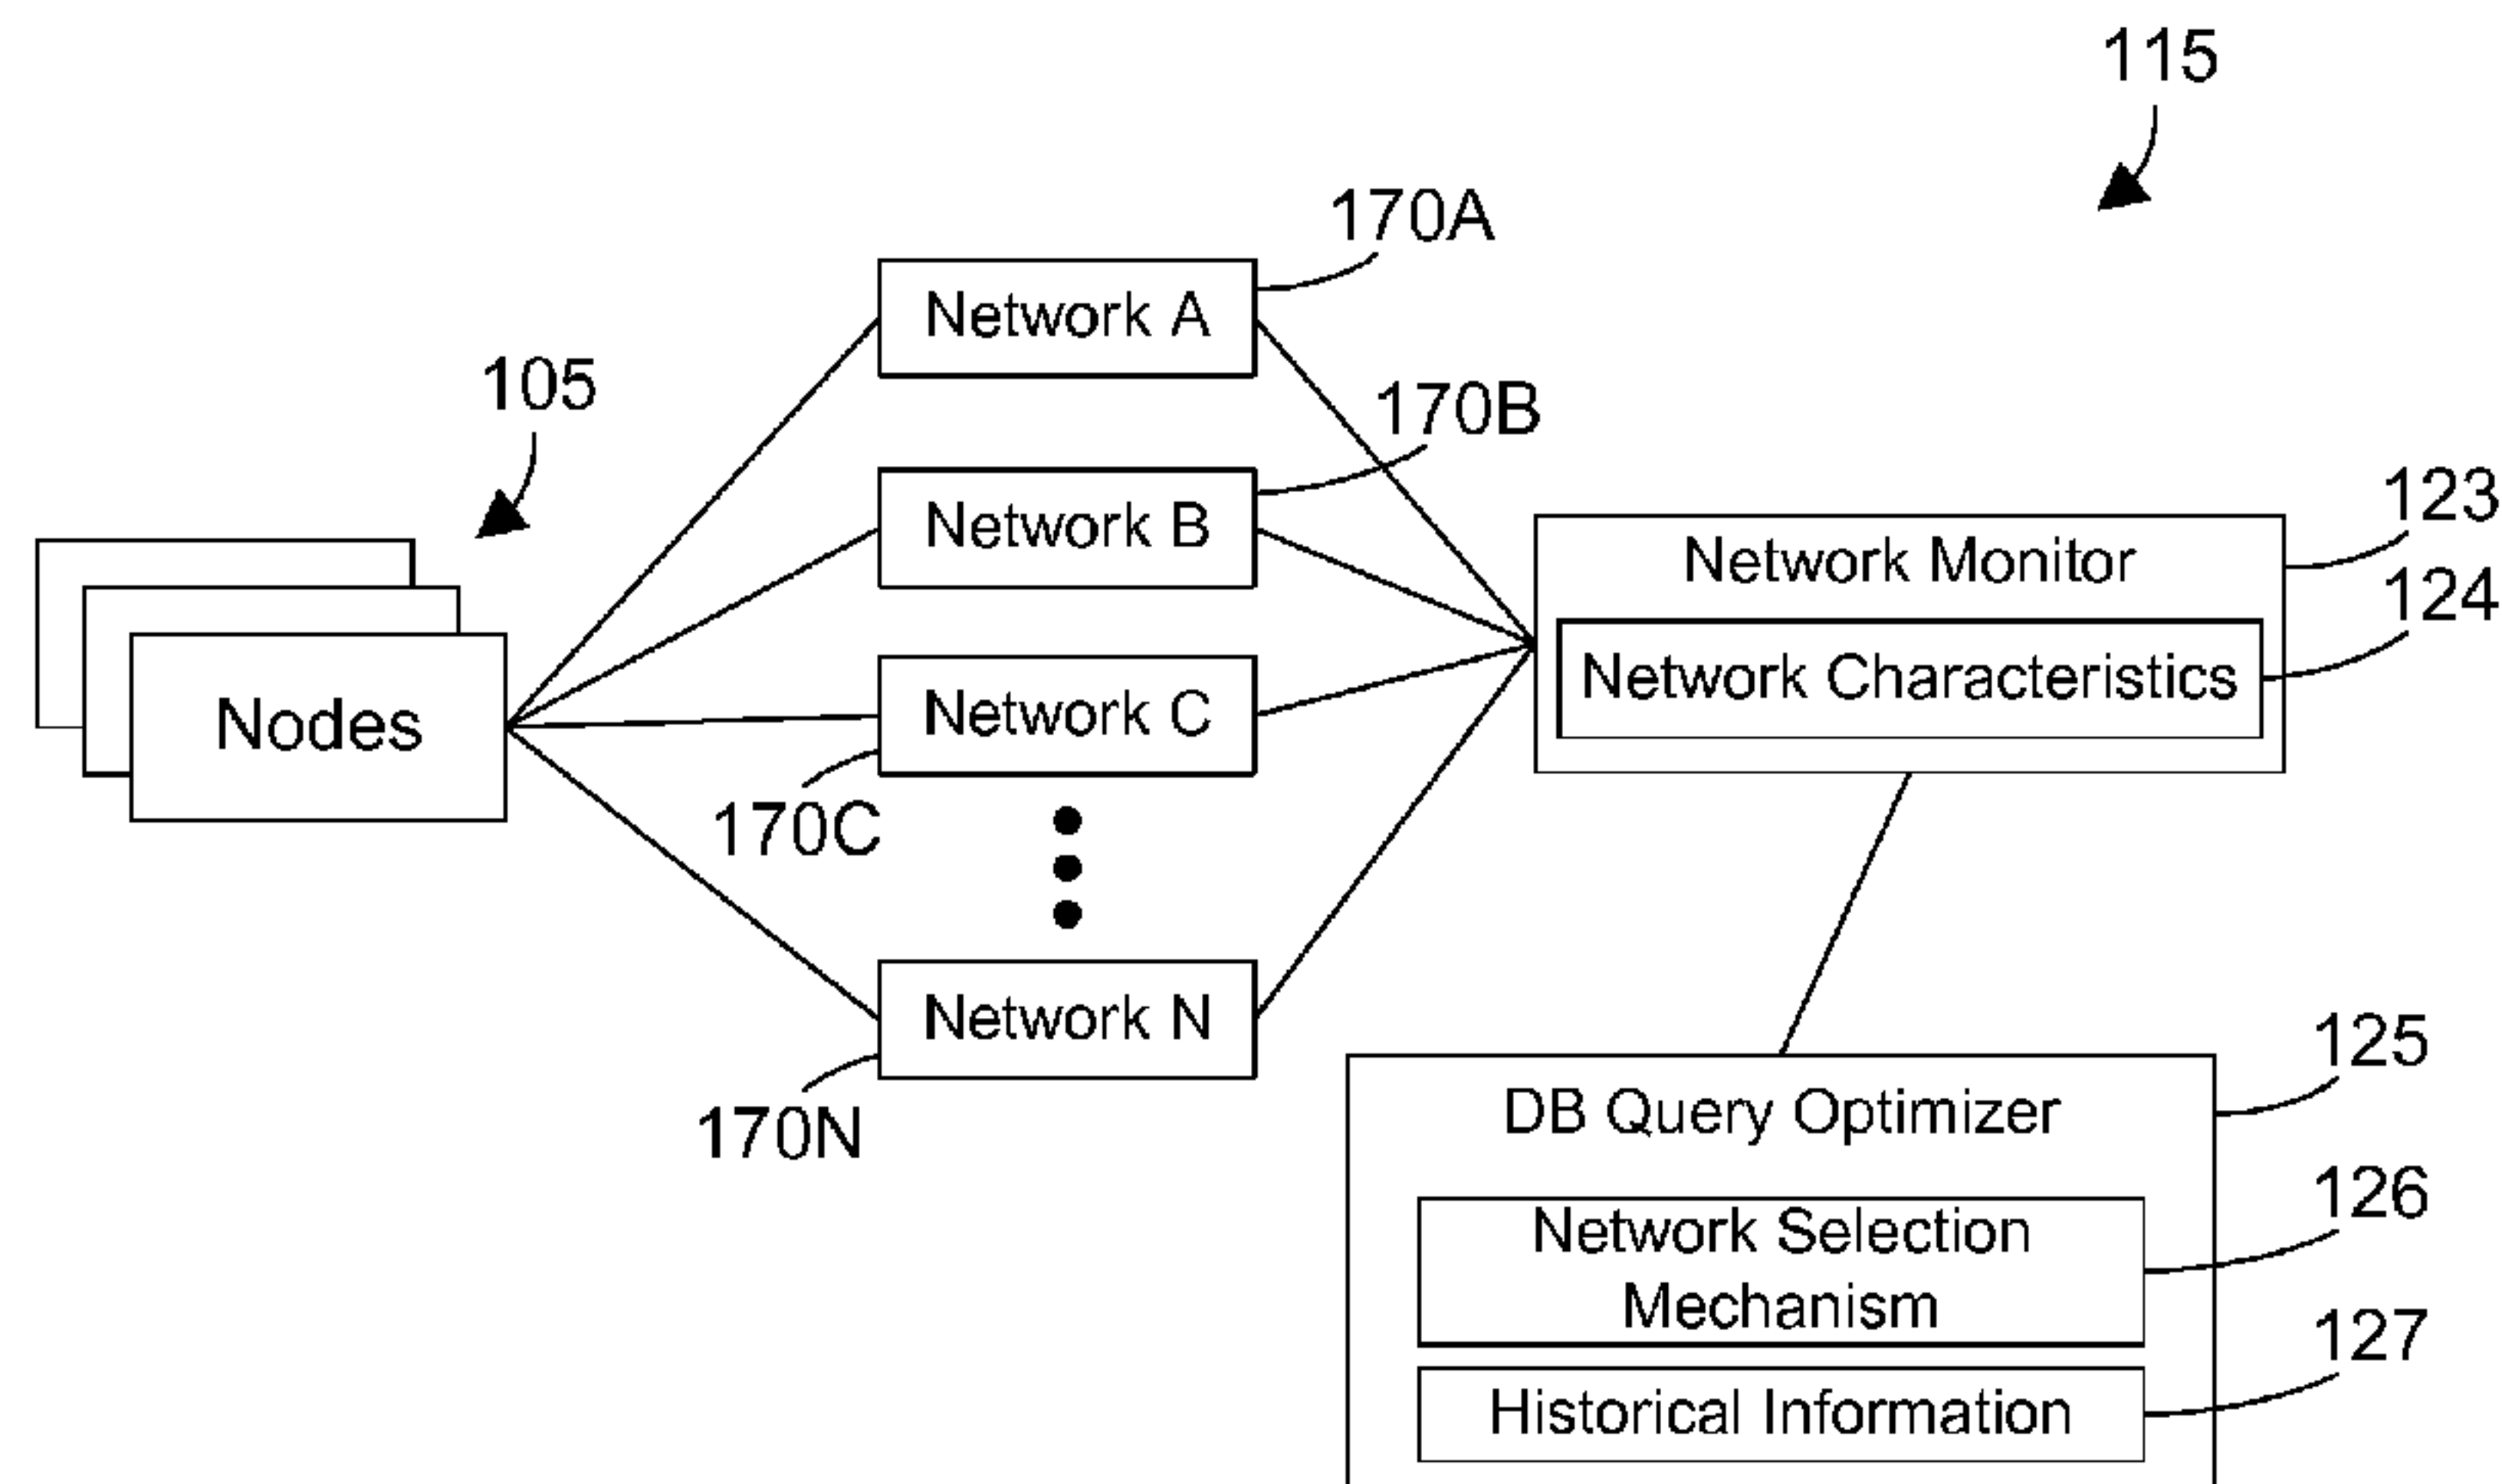 115
170A
Network A
105
170B
Network B
123
Network Monitor
124
Network Characteristics
Network C
Nodes
170C
Network N
170N
125
DB Query Optimizer
126
Network Selection
Mechanism
127
Historical Information